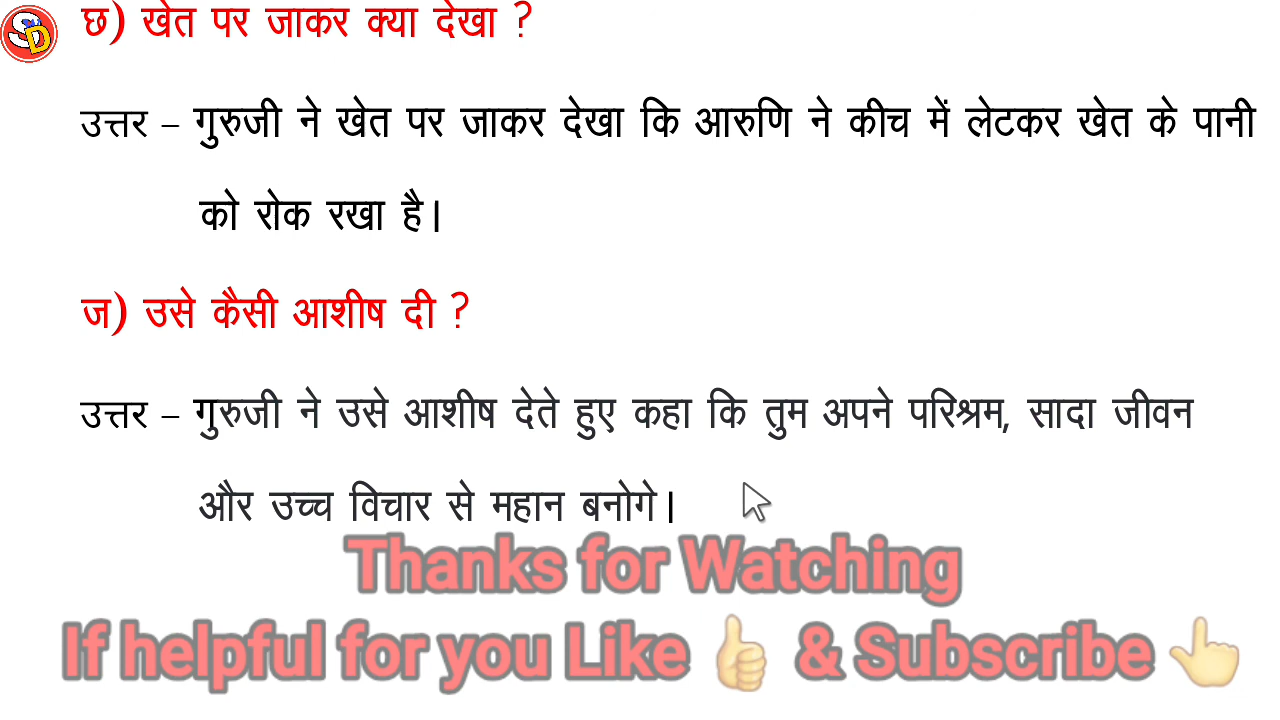 SD
छ) खेत पर जाकर क्या देखा ?
उत्तर – गुरुजी ने खेत पर जाकर देखा कि आरुणि ने कीच में लेटकर खेत के पानी
को रोक रखा है।
ज) उसे कैसी आशीष दी ?
उत्तर – गुरुजी ने उसे आशीष देते हुए कहा कि तुम अपने परिश्रम, सादा जीवन
और उच्च विचार से महान बनोगे।
Thanks for Watching
If helpful for you Like 👍 & Subscribe 👆